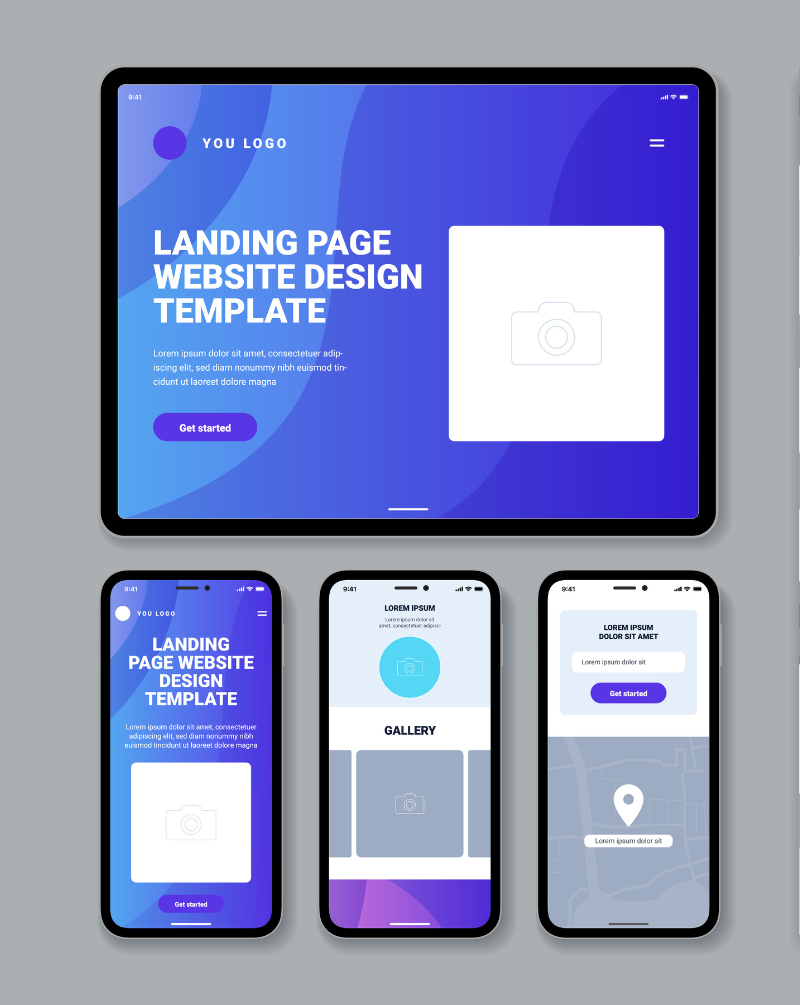 9:41
YOU LOGO
LANDING PAGE
WEBSITE DESIGN
TEMPLATE
Lorem ipsum dolor sit amet, consectetuer adip-
iscing elit, sed diam nonummy nibh euismod tin-
cidunt ut laoreet dolore magna
Get started
9:41
YOU LOGO
LANDING
PAGE WEBSITE
DESIGN
TEMPLATE
Lorem ipsum dolor sit amet, consectetuer
adipiscing elit, sed diam nonummy nibh
euismod tincidunt ut laoreet dolore magna
Get started
9:41
LOREM IPSUM
Lorem ipsum dolor sit
amet, consectetuer adipisc-
GALLERY
9:41
LOREM IPSUM
DOLOR SIT AMET
Lorem ipsum dolor sit
Get started
Lorem ipsum dolor sit